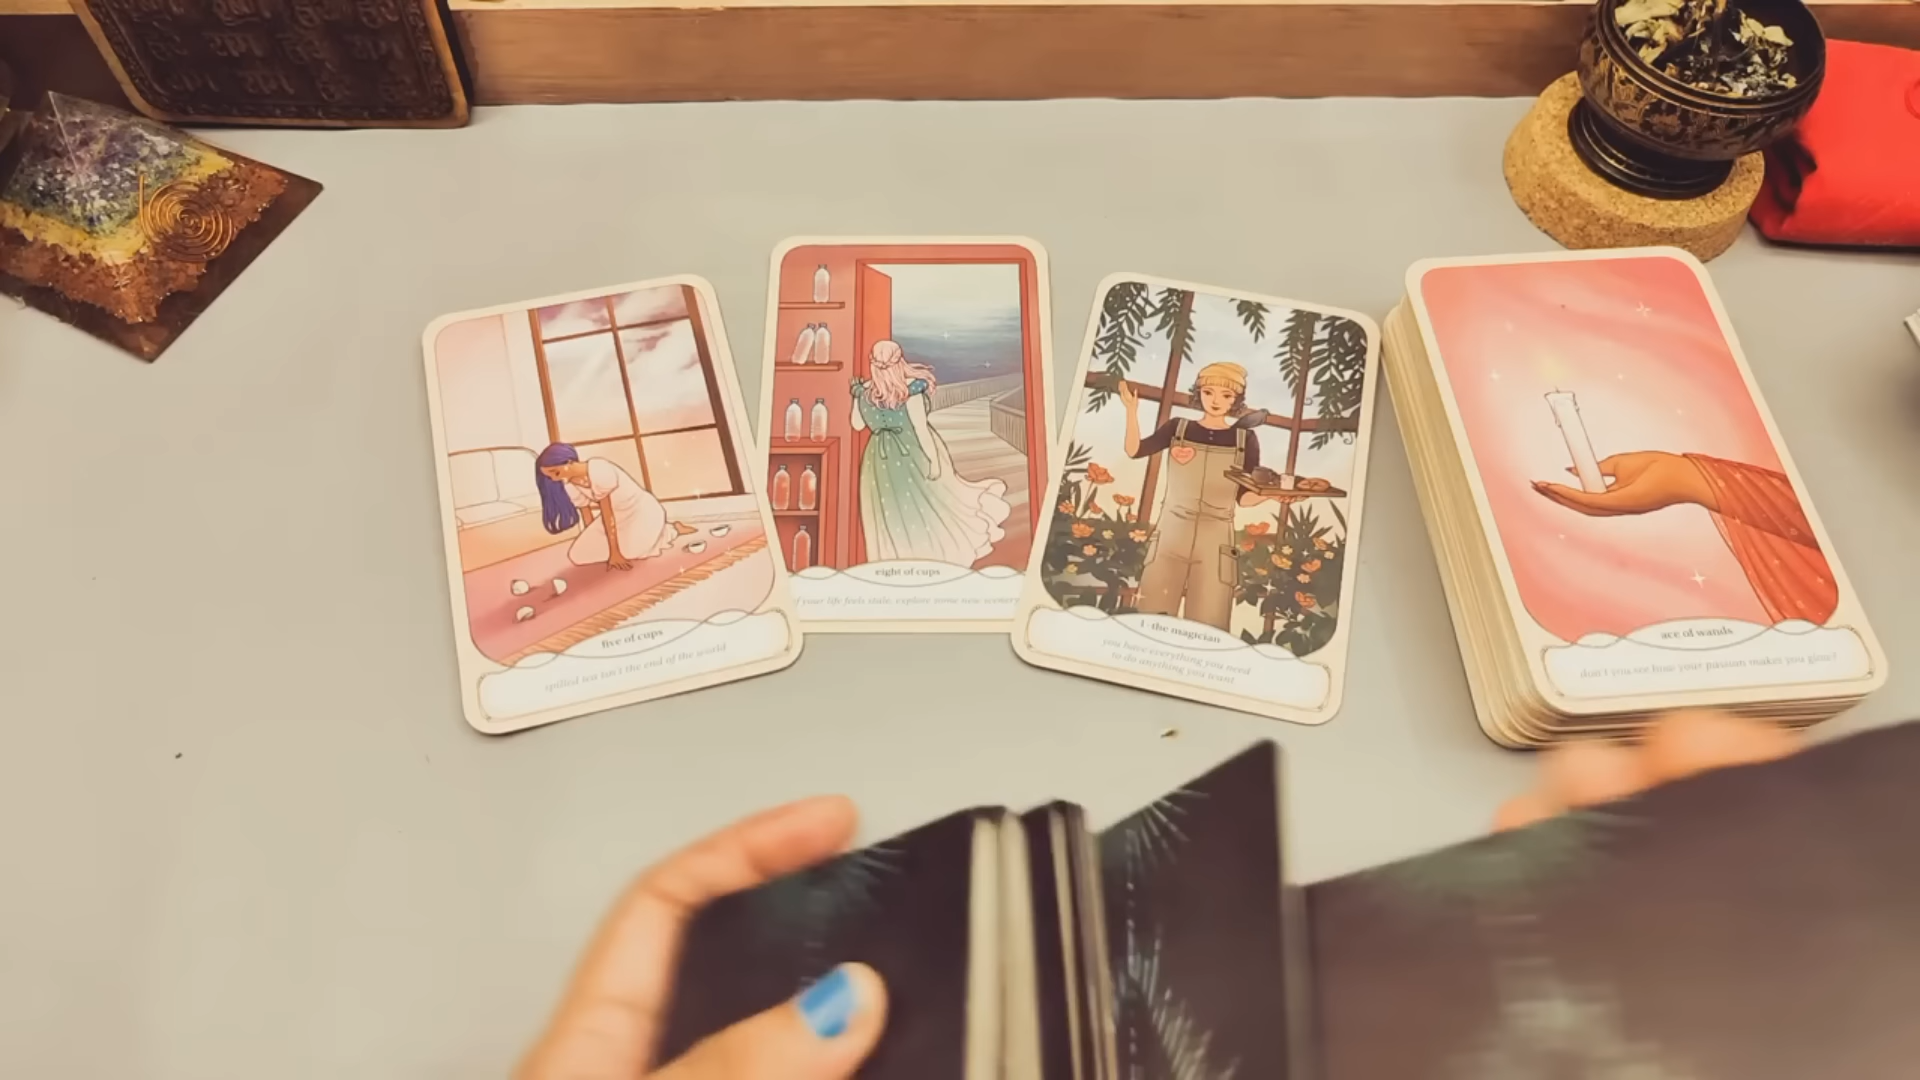 five of cups
spilled tea isn't the end of the world
eight of cups
if your life feels stale, explore some new scenery
1 · the magician
you have everything you need
to do anything you want
ace of wands
don't you see how your passion makes you glow?